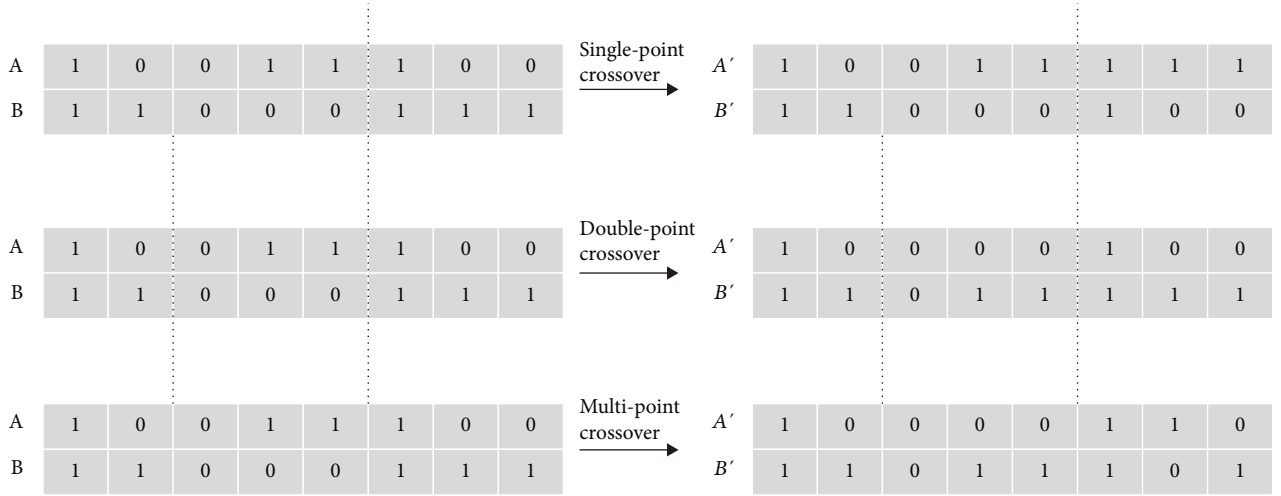 A 1 0 0 1 1 1 0 0 Single-point crossover A′ 1 0 0 1 1 1 1 1
B 1 1 0 0 0 1 1 1 B′ 1 1 0 0 0 1 0 0
A 1 0 0 1 1 1 0 0 Double-point crossover A′ 1 0 0 0 0 1 0 0
B 1 1 0 0 0 1 1 1 B′ 1 1 0 1 1 1 1 1
A 1 0 0 1 1 1 0 0 Multi-point crossover A′ 1 0 0 0 0 1 1 0
B 1 1 0 0 0 1 1 1 B′ 1 1 0 1 1 1 0 1